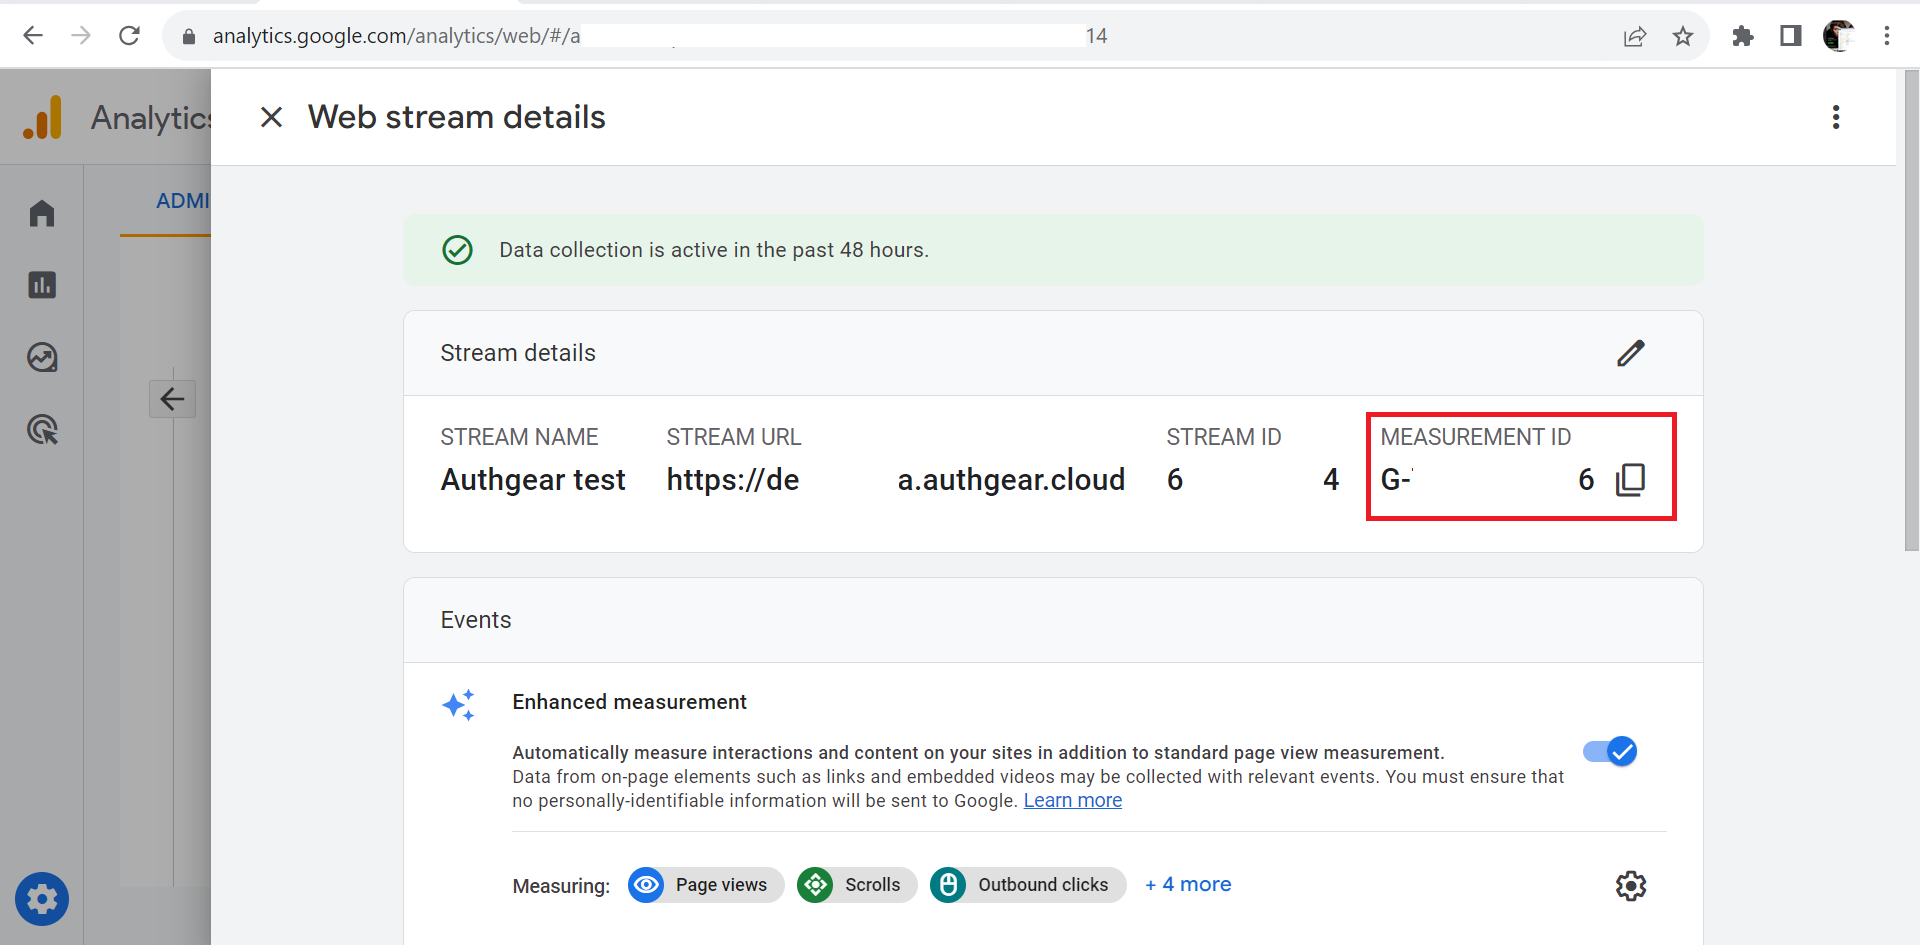 analytics.google.com/analytics/web/#/a 14
Analytics
Web stream details
ADMI
Data collection is active in the past 48 hours.
Stream details
STREAM NAME STREAM URL STREAM ID MEASUREMENT ID
Authgear test https://de a.authgear.cloud 6 4 G- 6
Events
Enhanced measurement
Automatically measure interactions and content on your sites in addition to standard page view measurement.
Data from on-page elements such as links and embedded videos may be collected with relevant events. You must ensure that
no personally-identifiable information will be sent to Google. Learn more
Measuring: Page views Scrolls Outbound clicks + 4 more